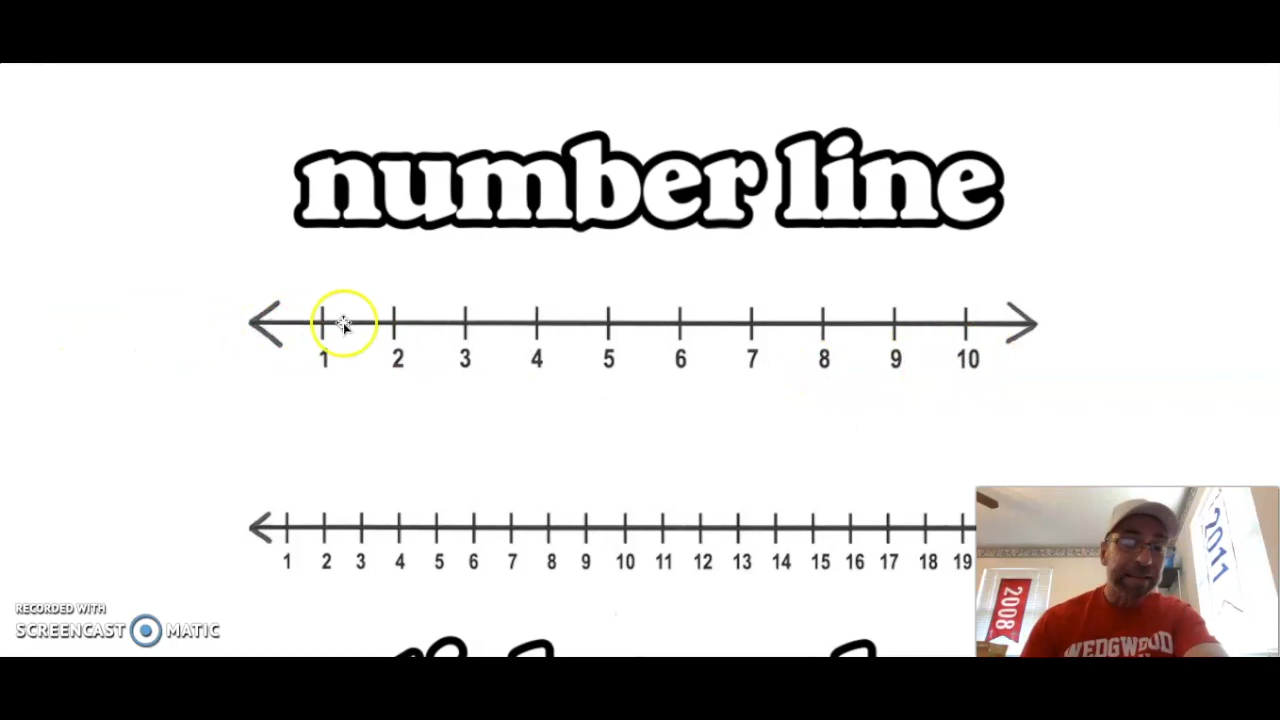 number line
1 2 3 4 5 6 7 8 9 10
1 2 3 4 5 6 7 8 9 10 11 12 13 14 15 16 17 18 19
2011
2008
WEDGWOOD
RECORDED WITH
SCREENCAST MATIC